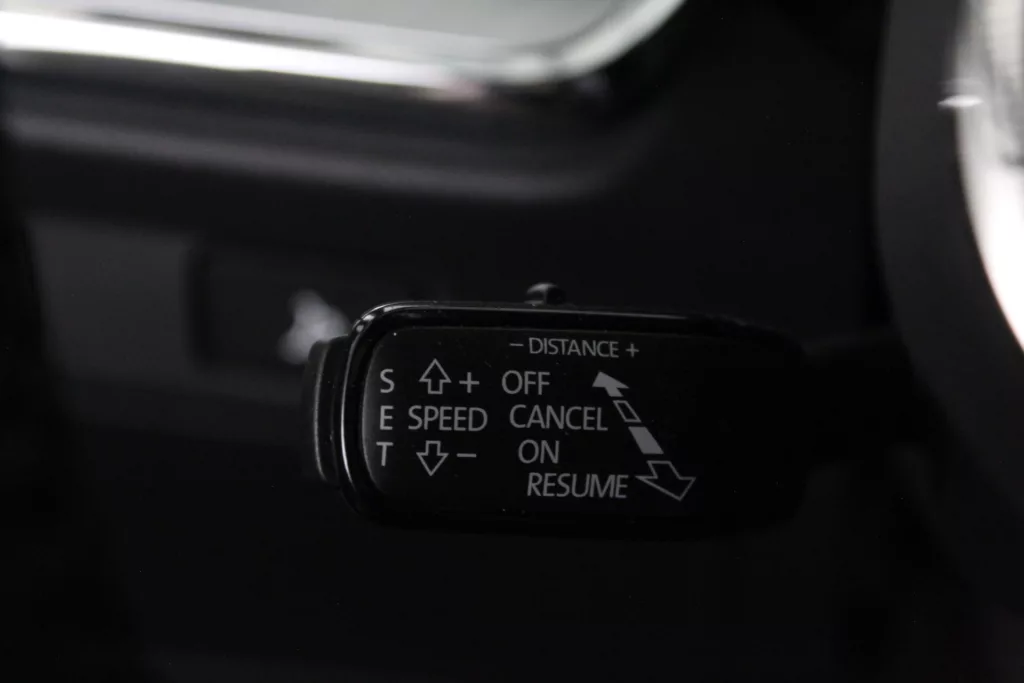 - DISTANCE +
S ⇧ + OFF
E SPEED CANCEL
T ⇩ - ON
RESUME